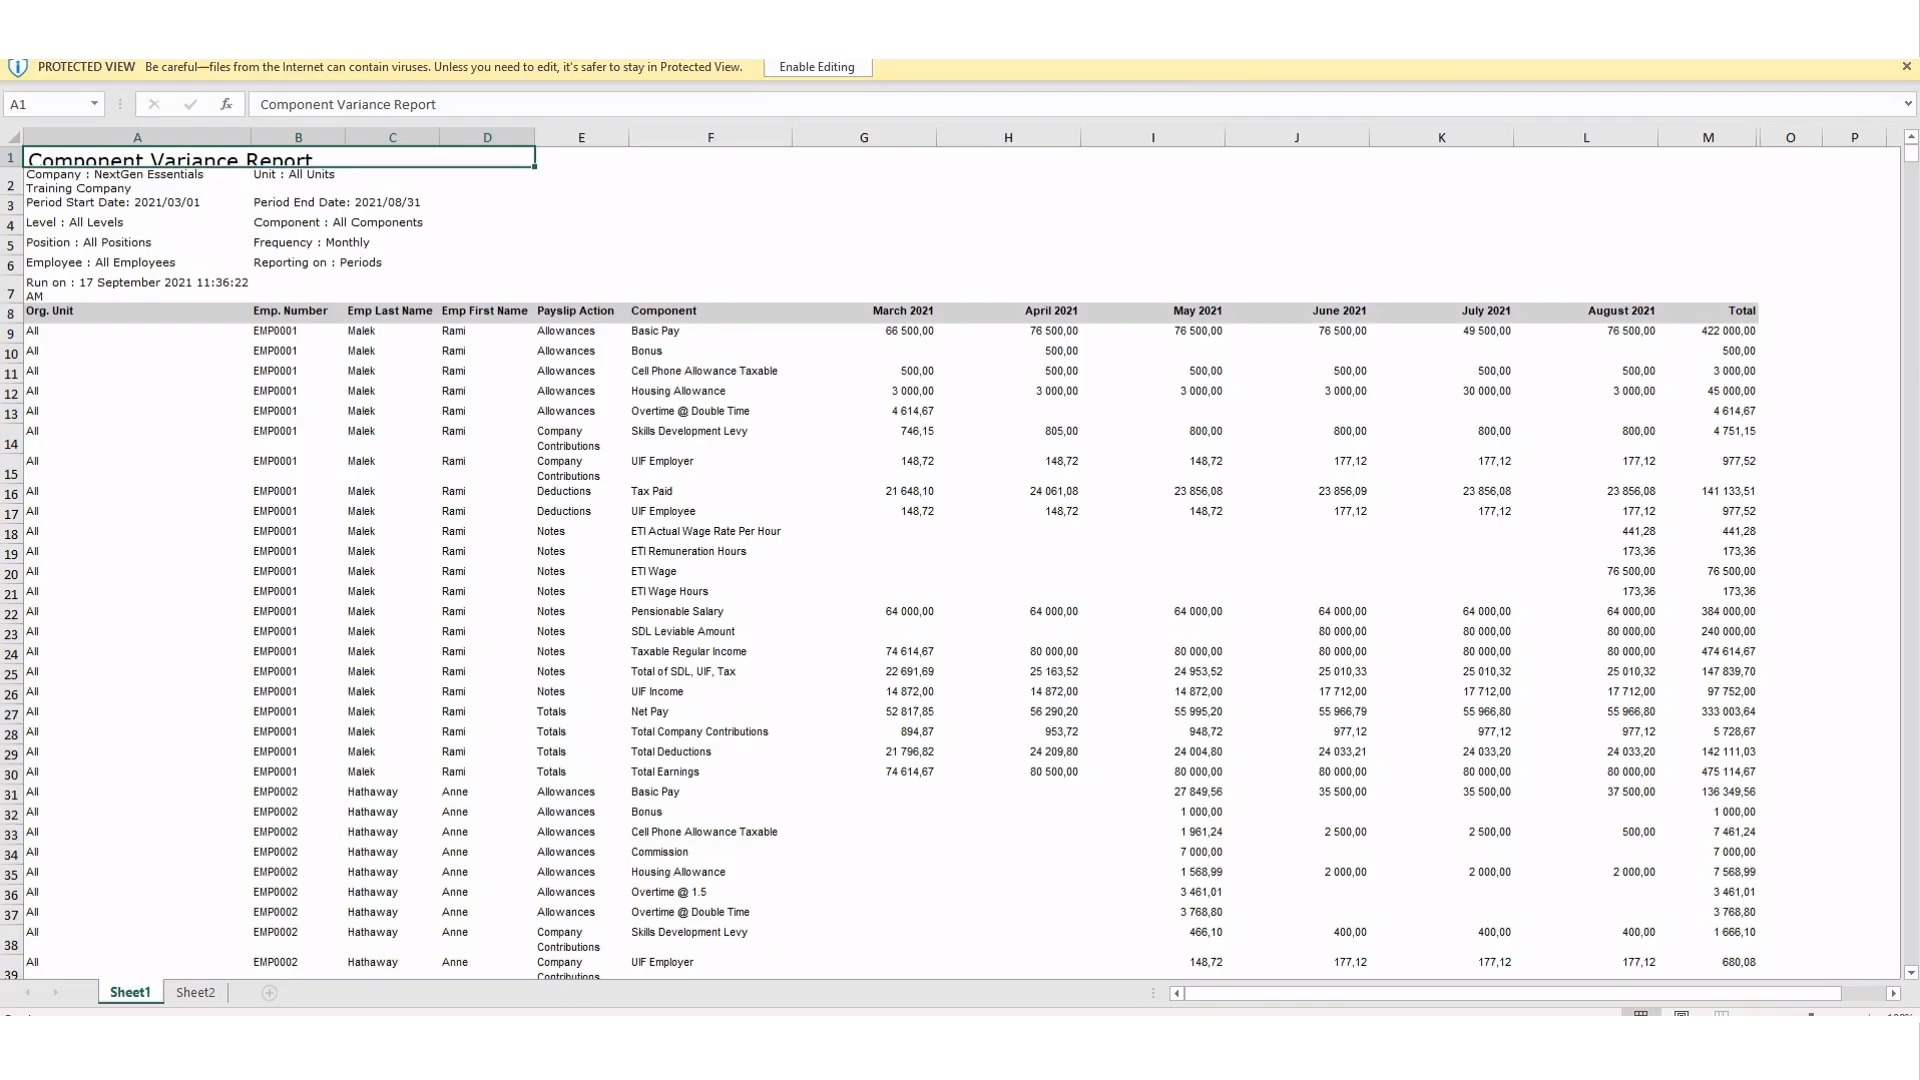 PROTECTED VIEW Be careful—files from the Internet can contain viruses. Unless you need to edit, it's safer to stay in Protected View. Enable Editing
A1 fx Component Variance Report
A B C D E F G H I J K L M O P
1 Component Variance Report
2 Company : NextGen Essentials Training Company Unit : All Units
3 Period Start Date: 2021/03/01 Period End Date: 2021/08/31
4 Level : All Levels Component : All Components
5 Position : All Positions Frequency : Monthly
6 Employee : All Employees Reporting on : Periods
7 Run on : 17 September 2021 11:36:22 AM
8 Org. Unit Emp. Number Emp Last Name Emp First Name Payslip Action Component March 2021 April 2021 May 2021 June 2021 July 2021 August 2021 Total
9 All EMP0001 Malek Rami Allowances Basic Pay 66 500,00 76 500,00 76 500,00 76 500,00 49 500,00 76 500,00 422 000,00
10 All EMP0001 Malek Rami Allowances Bonus 500,00 500,00
11 All EMP0001 Malek Rami Allowances Cell Phone Allowance Taxable 500,00 500,00 500,00 500,00 500,00 500,00 3 000,00
12 All EMP0001 Malek Rami Allowances Housing Allowance 3 000,00 3 000,00 3 000,00 3 000,00 30 000,00 3 000,00 45 000,00
13 All EMP0001 Malek Rami Allowances Overtime @ Double Time 4 614,67 4 614,67
14 All EMP0001 Malek Rami Company Contributions Skills Development Levy 746,15 805,00 800,00 800,00 800,00 800,00 4 751,15
15 All EMP0001 Malek Rami Company Contributions UIF Employer 148,72 148,72 148,72 177,12 177,12 177,12 977,52
16 All EMP0001 Malek Rami Deductions Tax Paid 21 648,10 24 061,08 23 856,08 23 856,09 23 856,08 23 856,08 141 133,51
17 All EMP0001 Malek Rami Deductions UIF Employee 148,72 148,72 148,72 177,12 177,12 177,12 977,52
18 All EMP0001 Malek Rami Notes ETI Actual Wage Rate Per Hour 441,28 441,28
19 All EMP0001 Malek Rami Notes ETI Remuneration Hours 173,36 173,36
20 All EMP0001 Malek Rami Notes ETI Wage 76 500,00 76 500,00
21 All EMP0001 Malek Rami Notes ETI Wage Hours 173,36 173,36
22 All EMP0001 Malek Rami Notes Pensionable Salary 64 000,00 64 000,00 64 000,00 64 000,00 64 000,00 64 000,00 384 000,00
23 All EMP0001 Malek Rami Notes SDL Leviable Amount 80 000,00 80 000,00 80 000,00 240 000,00
24 All EMP0001 Malek Rami Notes Taxable Regular Income 74 614,67 80 000,00 80 000,00 80 000,00 80 000,00 80 000,00 474 614,67
25 All EMP0001 Malek Rami Notes Total of SDL, UIF, Tax 22 691,69 25 163,52 24 953,52 25 010,33 25 010,32 25 010,32 147 839,70
26 All EMP0001 Malek Rami Notes UIF Income 14 872,00 14 872,00 14 872,00 17 712,00 17 712,00 17 712,00 97 752,00
27 All EMP0001 Malek Rami Totals Net Pay 52 817,85 56 290,20 55 995,20 55 966,79 55 966,80 55 966,80 333 003,64
28 All EMP0001 Malek Rami Totals Total Company Contributions 894,87 953,72 948,72 977,12 977,12 977,12 5 728,67
29 All EMP0001 Malek Rami Totals Total Deductions 21 796,82 24 209,80 24 004,80 24 033,21 24 033,20 24 033,20 142 111,03
30 All EMP0001 Malek Rami Totals Total Earnings 74 614,67 80 500,00 80 000,00 80 000,00 80 000,00 80 000,00 475 114,67
31 All EMP0002 Hathaway Anne Allowances Basic Pay 27 849,56 35 500,00 35 500,00 37 500,00 136 349,56
32 All EMP0002 Hathaway Anne Allowances Bonus 1 000,00 1 000,00
33 All EMP0002 Hathaway Anne Allowances Cell Phone Allowance Taxable 1 961,24 2 500,00 2 500,00 500,00 7 461,24
34 All EMP0002 Hathaway Anne Allowances Commission 7 000,00 7 000,00
35 All EMP0002 Hathaway Anne Allowances Housing Allowance 1 568,99 2 000,00 2 000,00 2 000,00 7 568,99
36 All EMP0002 Hathaway Anne Allowances Overtime @ 1.5 3 461,01 3 461,01
37 All EMP0002 Hathaway Anne Allowances Overtime @ Double Time 3 768,80 3 768,80
38 All EMP0002 Hathaway Anne Company Contributions Skills Development Levy 466,10 400,00 400,00 400,00 1 666,10
39 All EMP0002 Hathaway Anne Company Contributions UIF Employer 148,72 177,12 177,12 177,12 680,08
Sheet1 Sheet2